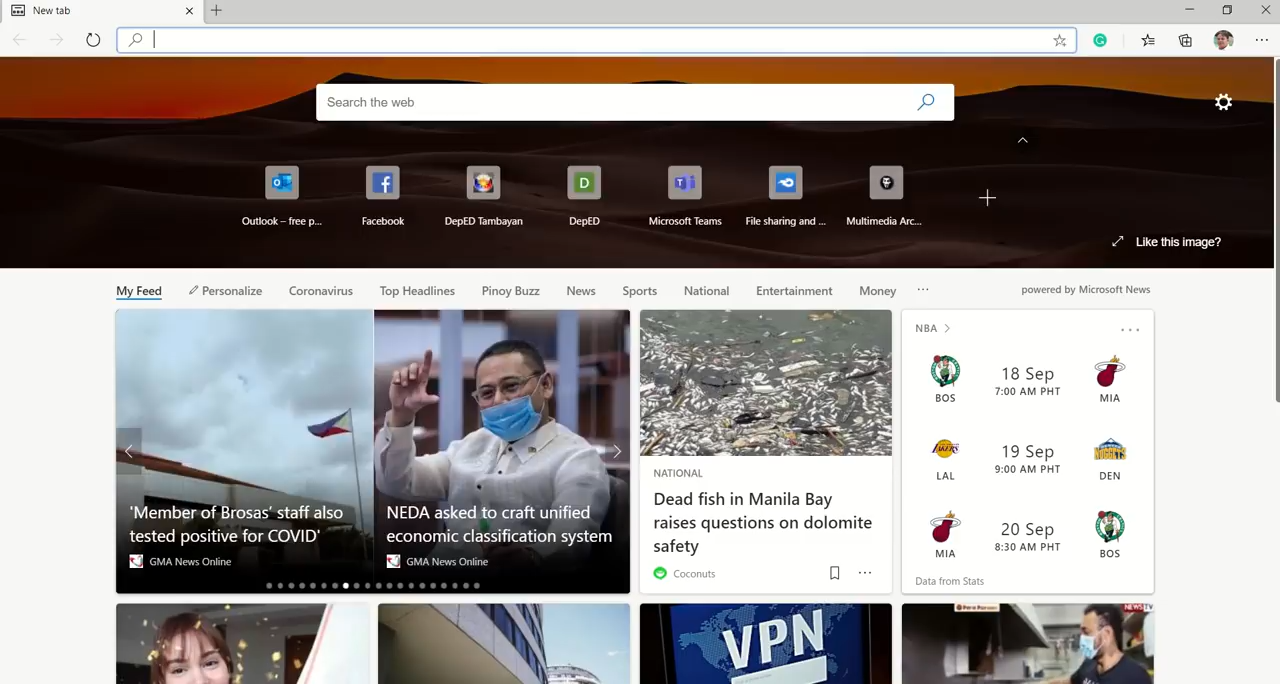 New tab
Search the web
Outlook – free p...
Facebook
DepED Tambayan
DepED
Microsoft Teams
File sharing and ...
Multimedia Arc...
Like this image?
My Feed
Personalize
Coronavirus
Top Headlines
Pinoy Buzz
News
Sports
National
Entertainment
Money
...
powered by Microsoft News
'Member of Brosas' staff also
tested positive for COVID'
GMA News Online
NEDA asked to craft unified
economic classification system
GMA News Online
NATIONAL
Dead fish in Manila Bay
raises questions on dolomite
safety
Coconuts
NBA
BOS
18 Sep
7:00 AM PHT
MIA
LAL
19 Sep
9:00 AM PHT
DEN
MIA
20 Sep
8:30 AM PHT
BOS
Data from Stats
VPN